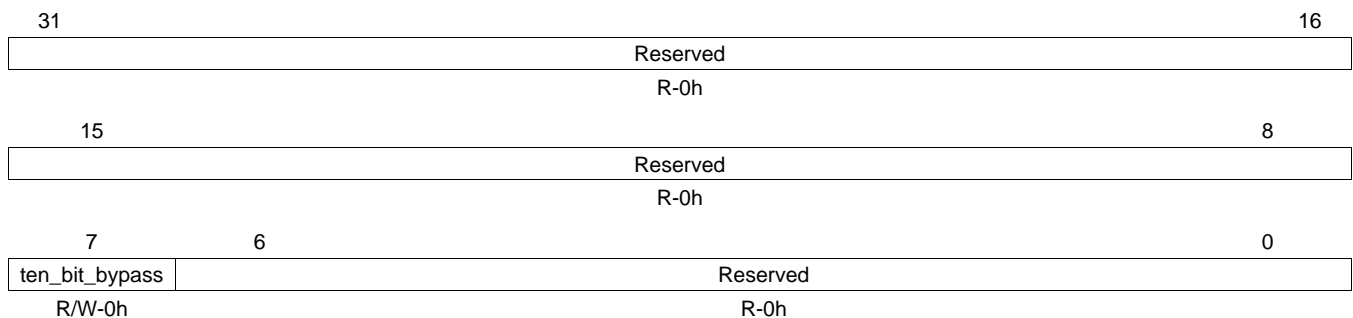 31 16
Reserved
R-0h
15 8
Reserved
R-0h
7 6 0
ten_bit_bypass Reserved
R/W-0h R-0h